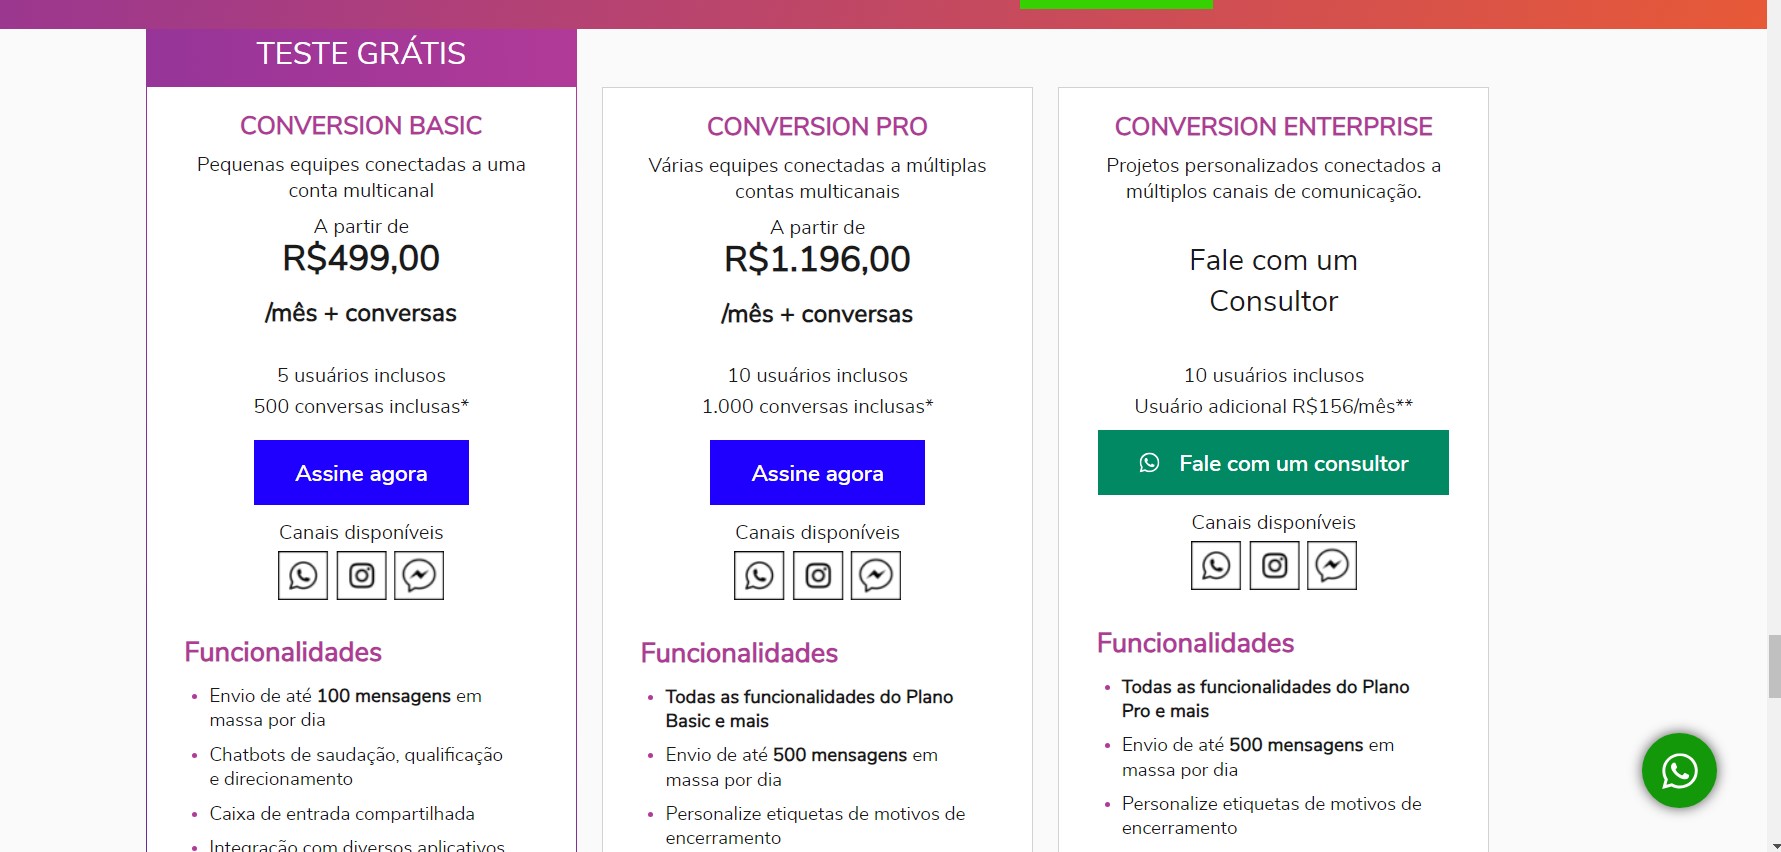 TESTE GRÁTIS
CONVERSION BASIC
Pequenas equipes conectadas a uma
conta multicanal
A partir de
R$499,00
/mês + conversas
5 usuários inclusos
500 conversas inclusas*
Assine agora
Canais disponíveis
Funcionalidades
Envio de até 100 mensagens em
massa por dia
Chatbots de saudação, qualificação
e direcionamento
Caixa de entrada compartilhada
Integração com diversos aplicativos
CONVERSION PRO
Várias equipes conectadas a múltiplas
contas multicanais
A partir de
R$1.196,00
/mês + conversas
10 usuários inclusos
1.000 conversas inclusas*
Assine agora
Canais disponíveis
Funcionalidades
Todas as funcionalidades do Plano
Basic e mais
Envio de até 500 mensagens em
massa por dia
Personalize etiquetas de motivos de
encerramento
CONVERSION ENTERPRISE
Projetos personalizados conectados a
múltiplos canais de comunicação.
Fale com um
Consultor
10 usuários inclusos
Usuário adicional R$156/mês**
Fale com um consultor
Canais disponíveis
Funcionalidades
Todas as funcionalidades do Plano
Pro e mais
Envio de até 500 mensagens em
massa por dia
Personalize etiquetas de motivos de
encerramento